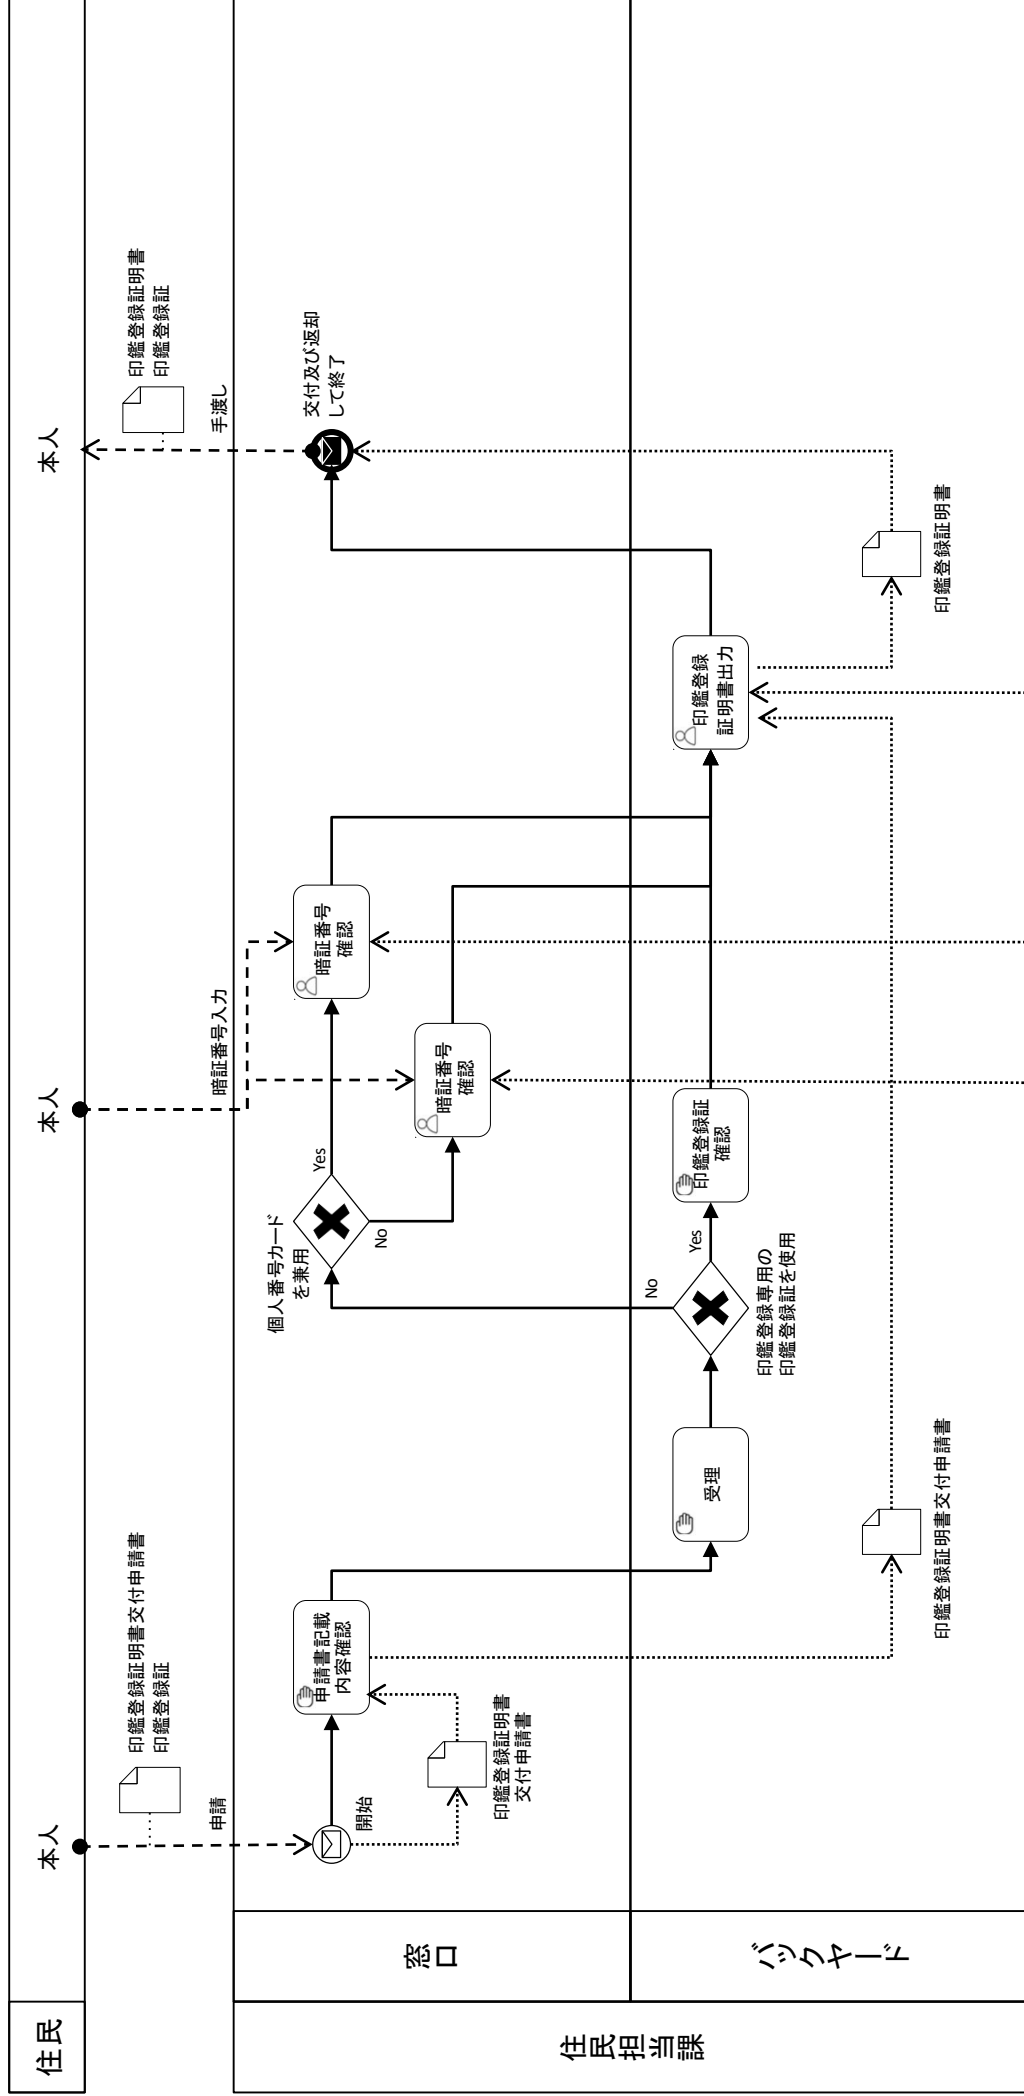 住民
本人
本人
本人
印鑑登録証明書交付申請書
印鑑登録証
申請
暗証番号入力
印鑑登録証明書
印鑑登録証
手渡し
住民担当課
窓口
開始
印鑑登録証明書
交付申請書
申請書記載
内容確認
個人番号カード
を兼用
Yes
No
暗証番号
確認
暗証番号
確認
交付及び返却
して終了
バックヤード
受理
印鑑登録専用の
印鑑登録証を使用
No
Yes
印鑑登録証
確認
印鑑登録
証明書出力
印鑑登録証明書交付申請書
印鑑登録証明書